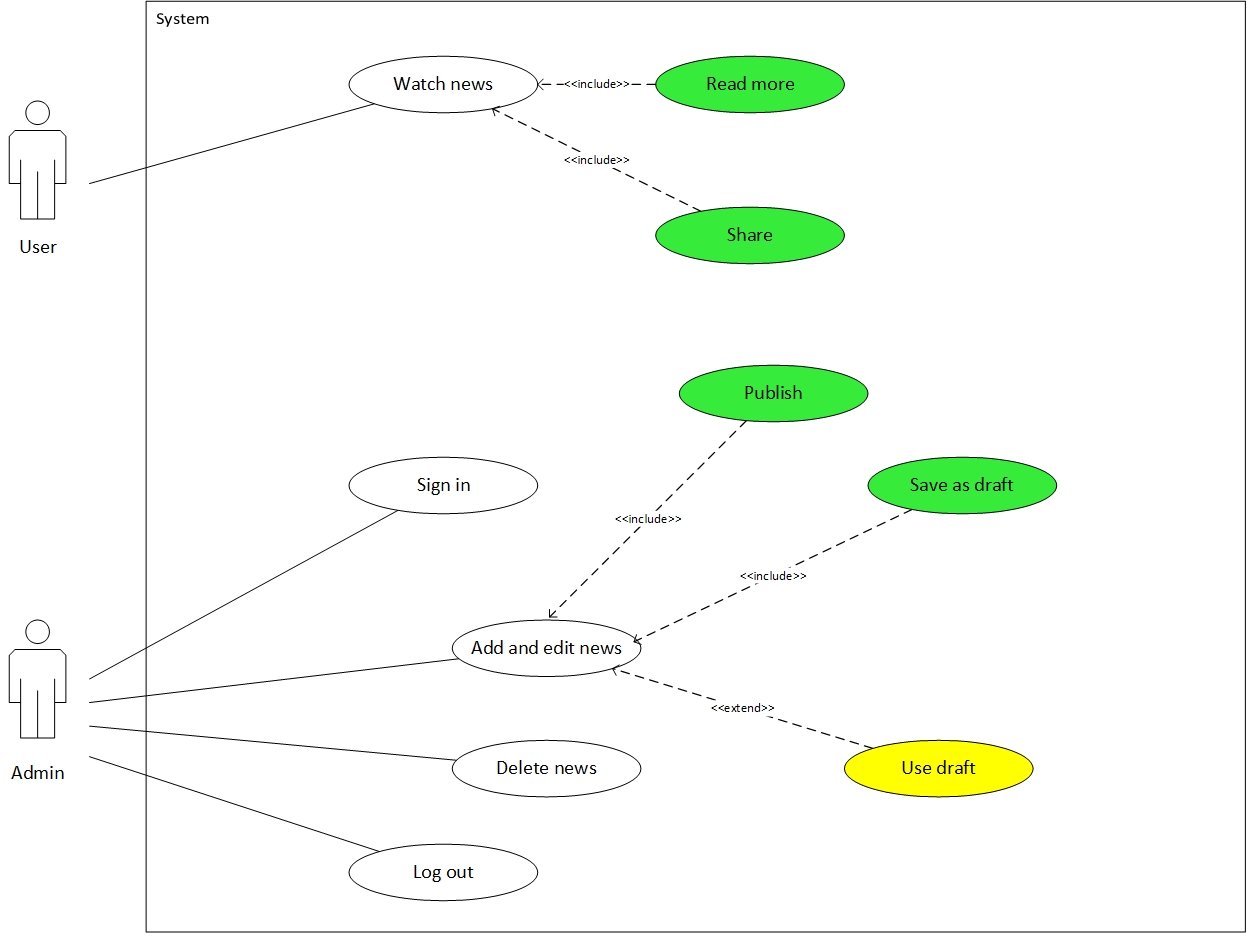 System
Watch news
<<include>>
Read more
<<include>>
Share
User
Publish
Sign in
Save as draft
<<include>>
<<include>>
Add and edit news
<<extend>>
Delete news
Use draft
Admin
Log out